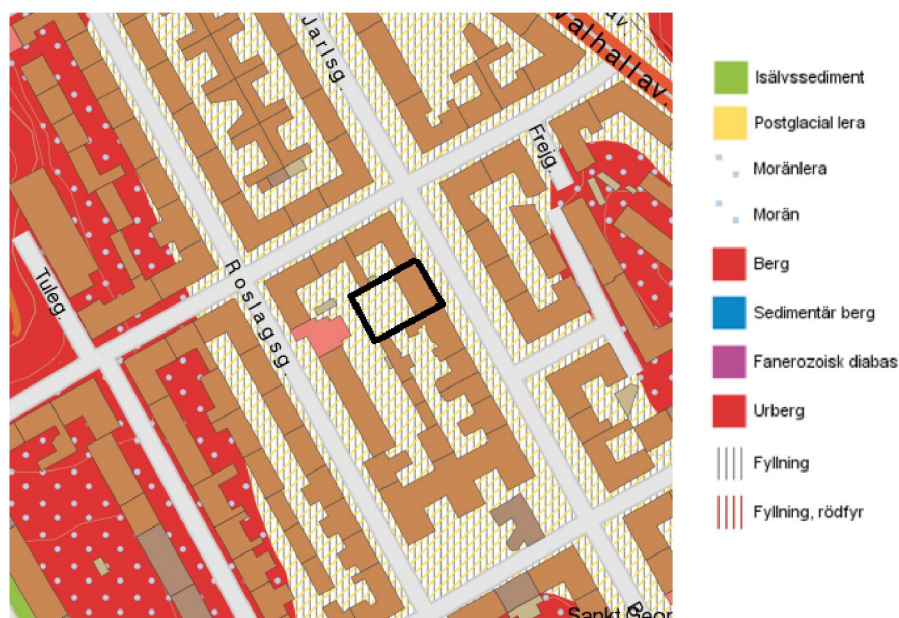 Jarlsg.
Valhallav.
Frejg.
Tuleg.
Roslagsg
Sankt Geor
Isälvssediment
Postglacial lera
Moränlera
Morän
Berg
Sedimentär berg
Fanerozoisk diabas
Urberg
Fyllning
Fyllning, rödfyr